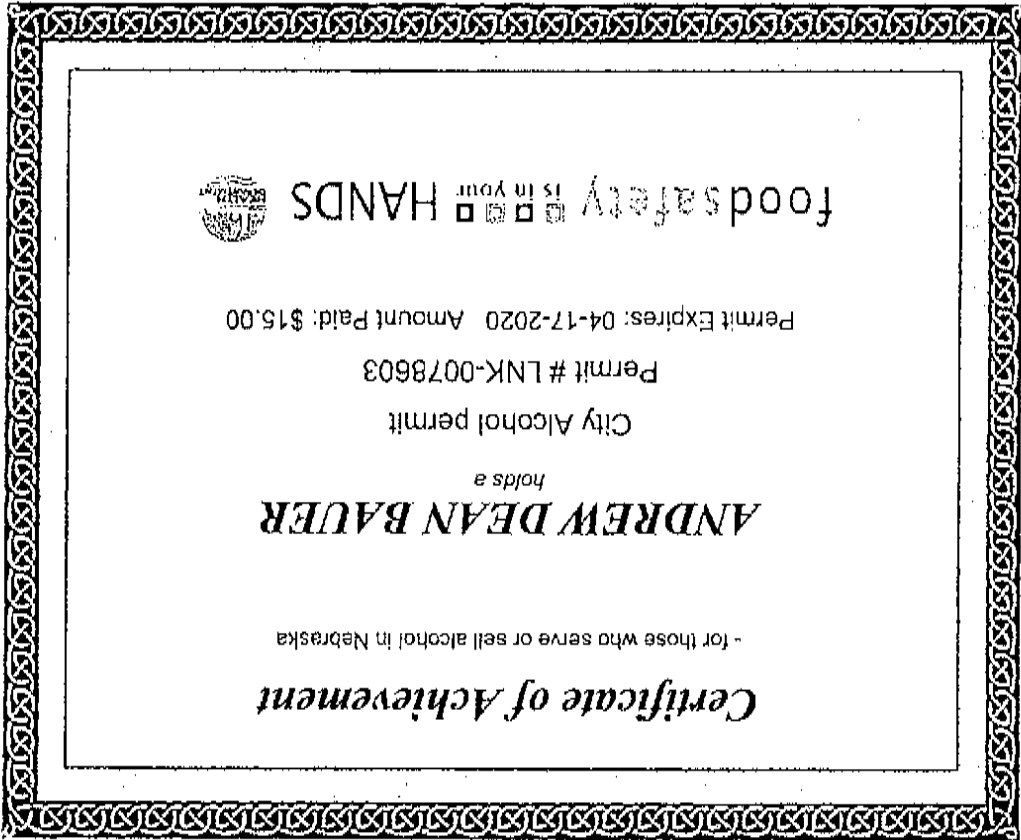 Certificate of Achievement
- for those who serve or sell alcohol in Nebraska
ANDREW DEAN BAUER
holds a
City Alcohol permit
Permit # LNK-0078603
Permit Expires: 04-17-2020 Amount Paid: $15.00
foodsafety is in your HANDS